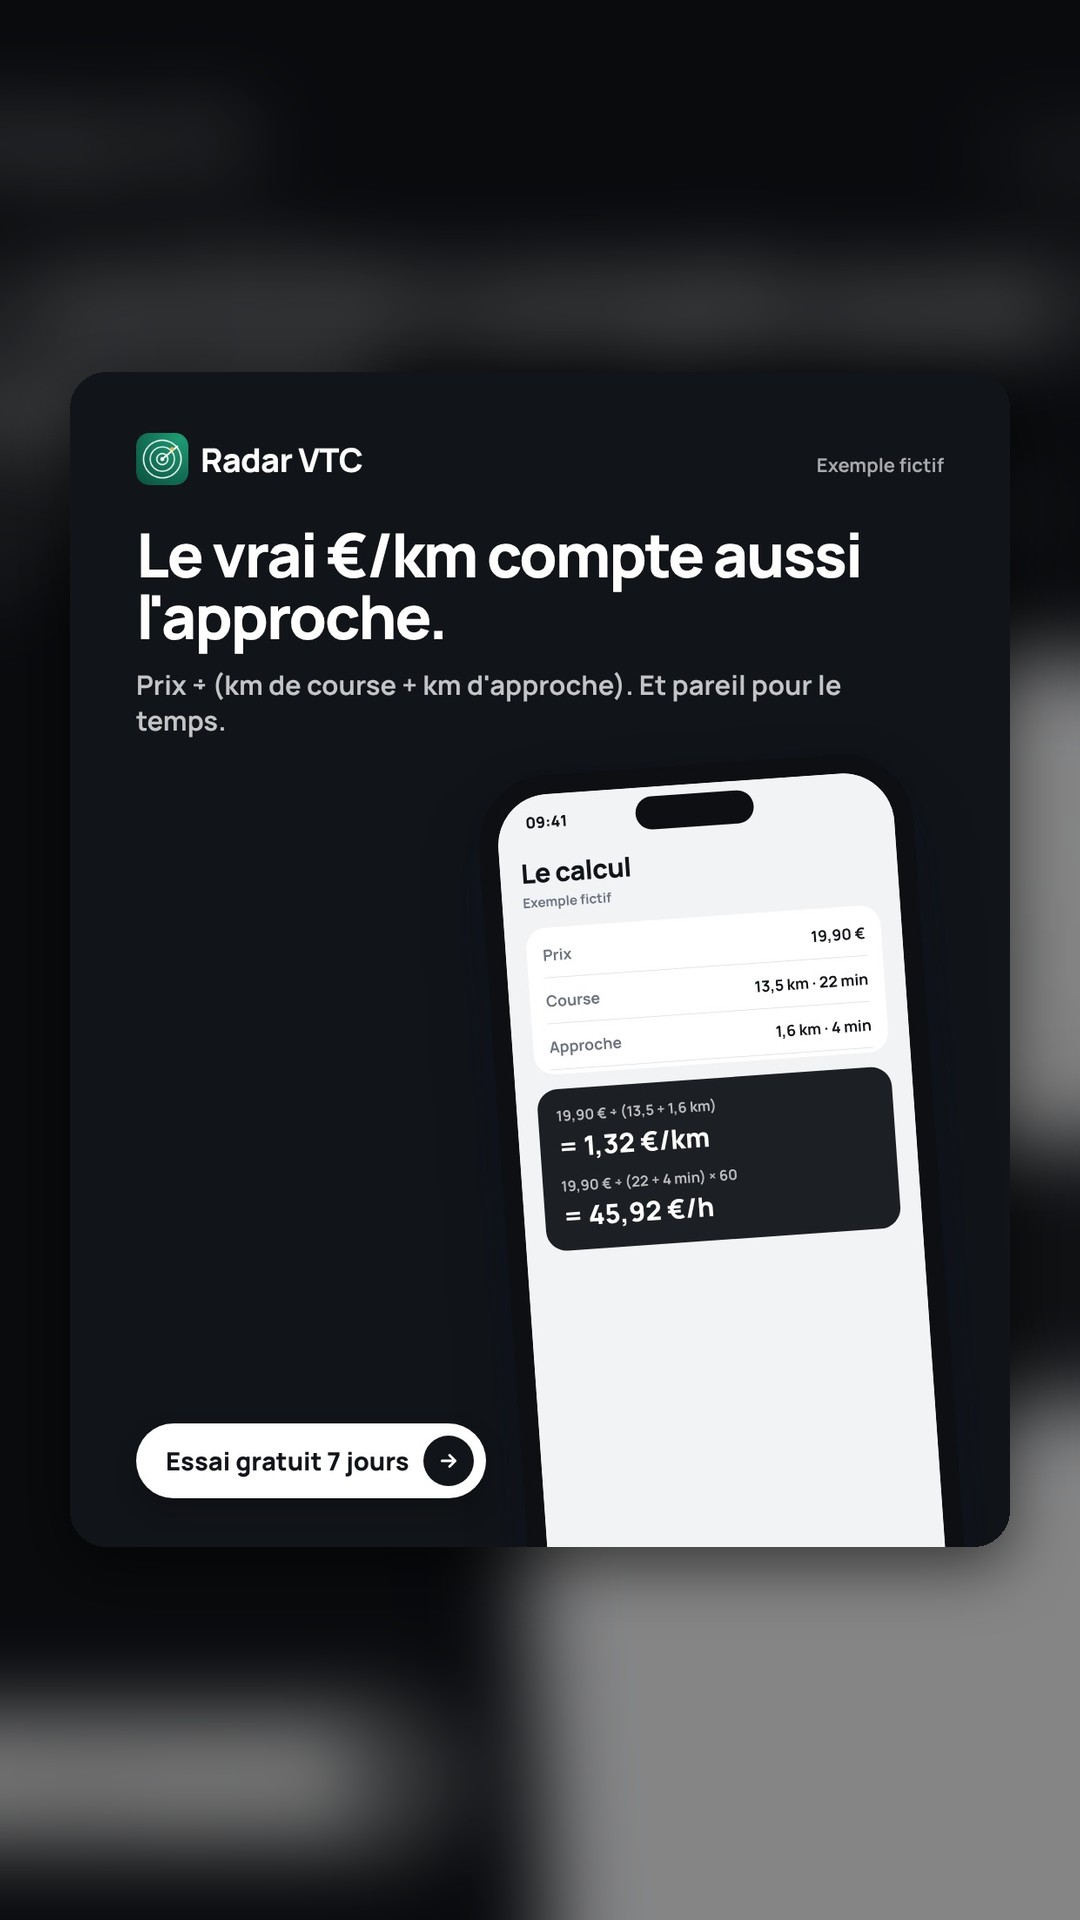 Radar VTC
Exemple fictif
Le vrai €/km compte aussi
l'approche.
Prix ÷ (km de course + km d'approche). Et pareil pour le
temps.
09:41
Le calcul
Exemple fictif
Prix 19,90 €
Course 13,5 km · 22 min
Approche 1,6 km · 4 min
19,90 € ÷ (13,5 + 1,6 km)
= 1,32 €/km
19,90 € ÷ (22 + 4 min) × 60
= 45,92 €/h
Essai gratuit 7 jours